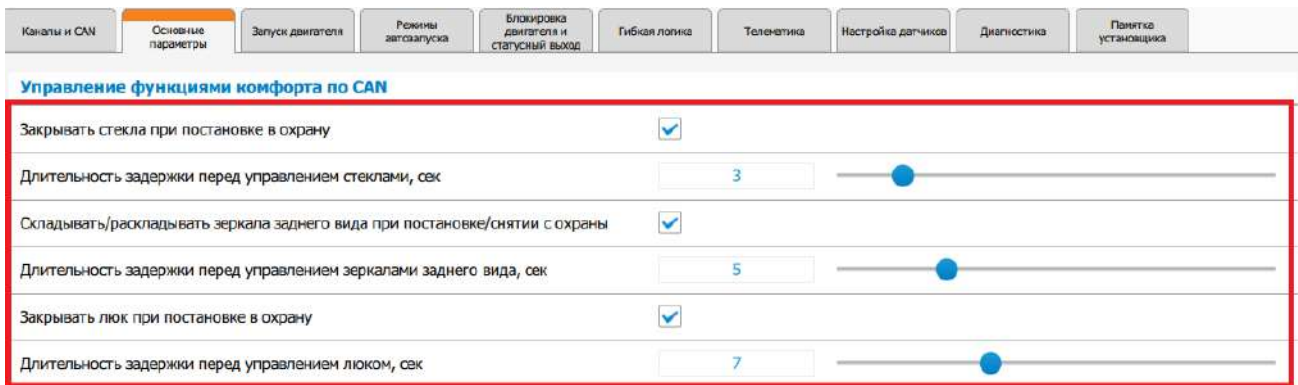 Каналы и CAN
Основные
параметры
Запуск двигателя
Режимы
автозапуска
Блокировка
двигателя и
статусный выход
Гибкая логика
Телематика
Настройка датчиков
Диагностика
Памятка
установщика
Управление функциями комфорта по CAN
Закрывать стекла при постановке в охрану
Длительность задержки перед управлением стеклами, сек
3
Складывать/раскладывать зеркала заднего вида при постановке/снятии с охраны
Длительность задержки перед управлением зеркалами заднего вида, сек
5
Закрывать люк при постановке в охрану
Длительность задержки перед управлением люком, сек
7